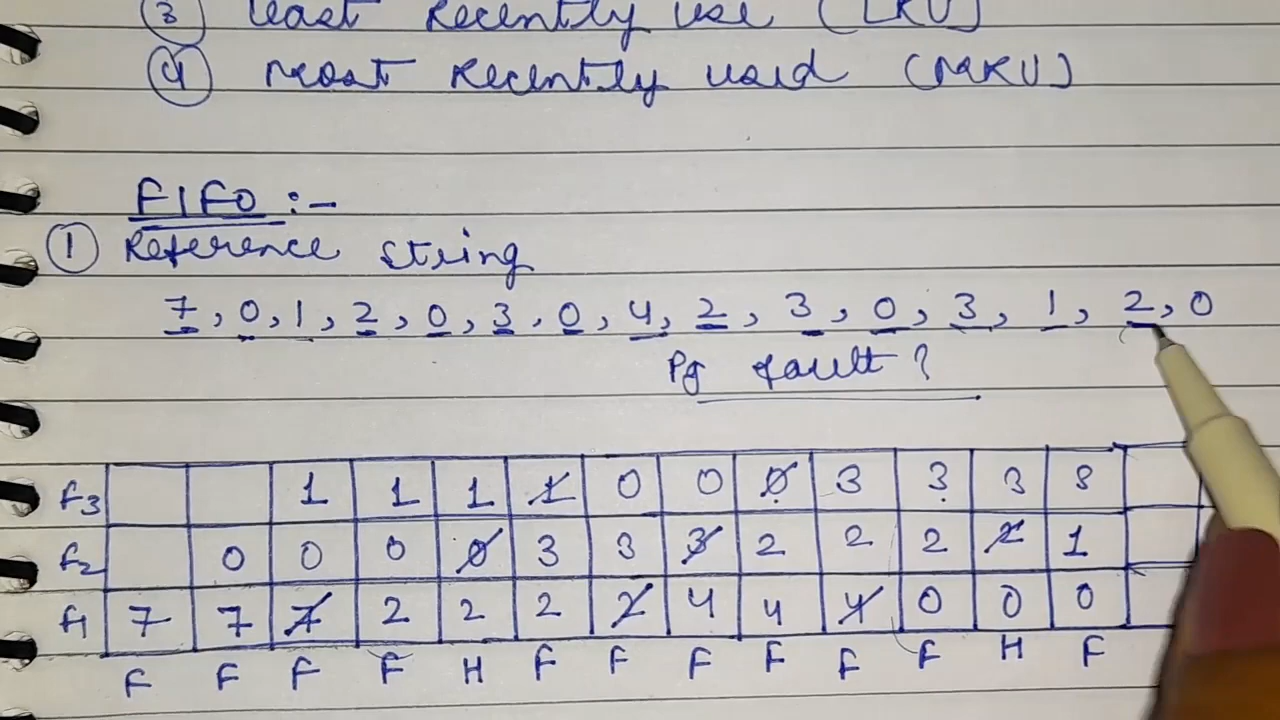 ③ Least Recently use (LRU)
④ Most Recently used (MRU)
FIFO :-
① Reference string
7, 0, 1, 2, 0, 3, 0, 4, 2, 3, 0, 3, 1, 2, 0
Pg fault ?
f3 1 1 1 1 0 0 0 3 3 3 3
f2 0 0 0 0 3 3 3 2 2 2 2 1
f1 7 7 7 2 2 2 2 4 4 4 0 0 0
F F F F H F F F F F F H F